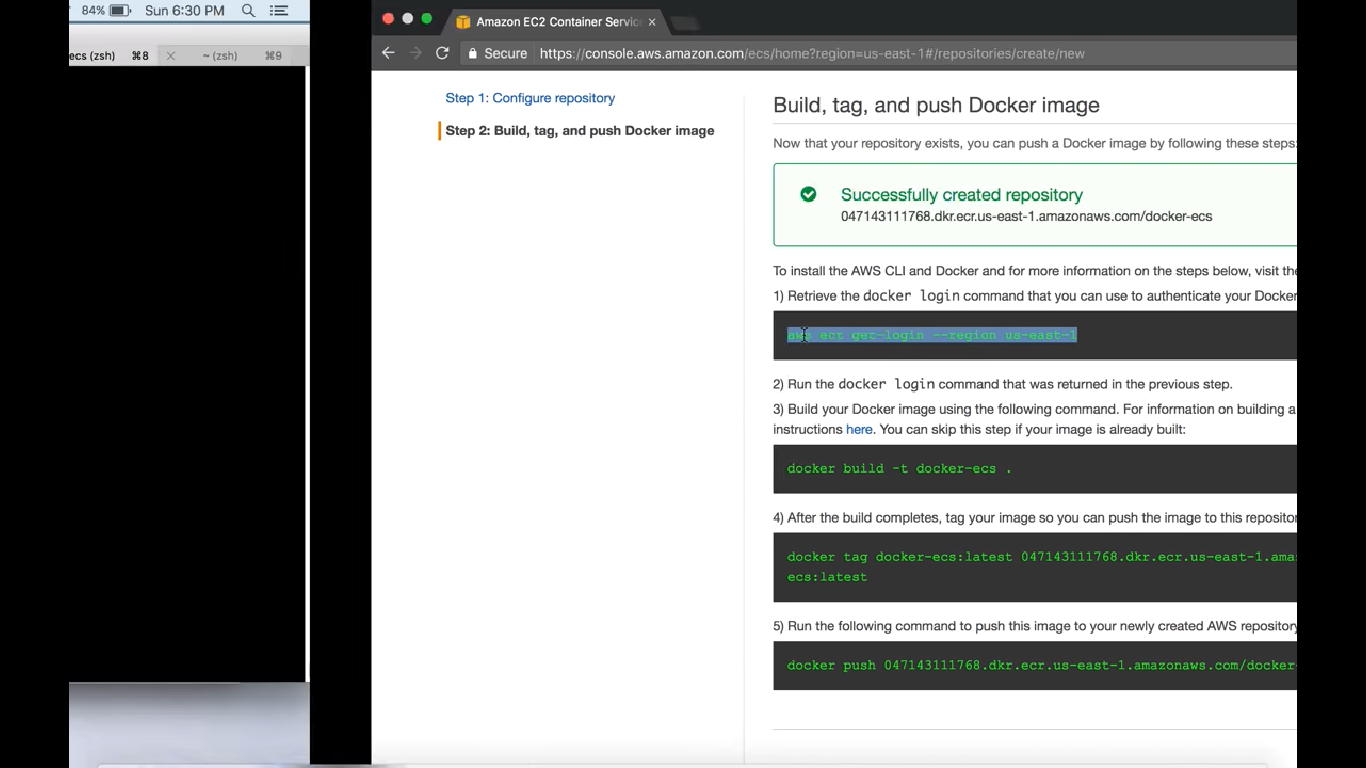 84% Sun 6:30 PM
ecs (zsh) ⌘8 ~ (zsh) ⌘9
Amazon EC2 Container Servic
Secure https://console.aws.amazon.com/ecs/home?region=us-east-1#/repositories/create/new
Step 1: Configure repository
Step 2: Build, tag, and push Docker image
Build, tag, and push Docker image
Now that your repository exists, you can push a Docker image by following these steps:
Successfully created repository
047143111768.dkr.ecr.us-east-1.amazonaws.com/docker-ecs
To install the AWS CLI and Docker and for more information on the steps below, visit the
1) Retrieve the docker login command that you can use to authenticate your Docker
aws ecr get-login --region us-east-1
2) Run the docker login command that was returned in the previous step.
3) Build your Docker image using the following command. For information on building a
instructions here. You can skip this step if your image is already built:
docker build -t docker-ecs .
4) After the build completes, tag your image so you can push the image to this repositor
docker tag docker-ecs:latest 047143111768.dkr.ecr.us-east-1.ama
ecs:latest
5) Run the following command to push this image to your newly created AWS repository
docker push 047143111768.dkr.ecr.us-east-1.amazonaws.com/docker-